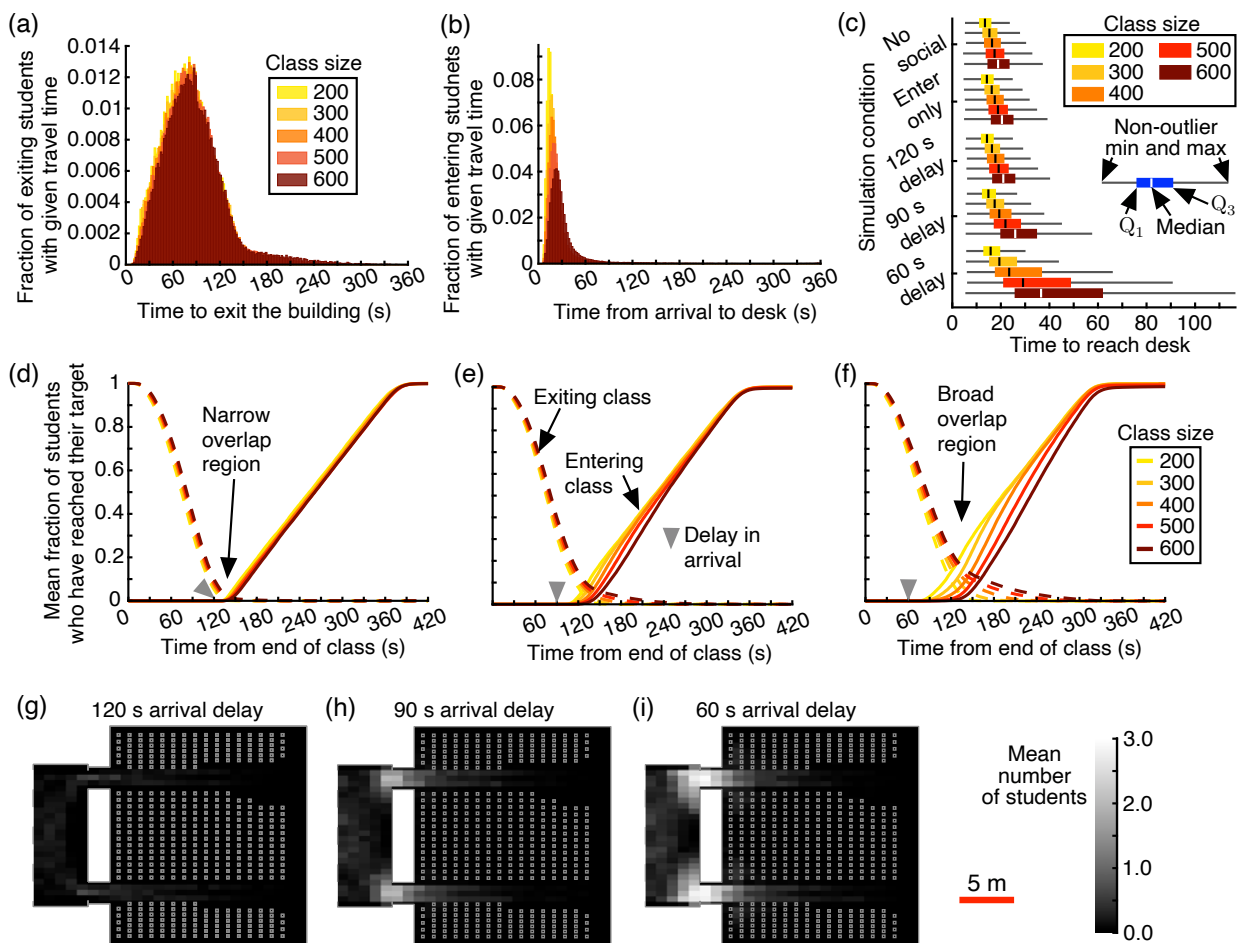 (a)
Fraction of exiting students
with given travel time
0.014
0.012
0.01
0.008
0.006
0.004
0.002
0
60
120
180
240
300
360
Time to exit the building (s)
Class size
200
300
400
500
600
(b)
Fraction of entering studnets
with given travel time
0.08
0.06
0.04
0.02
0
60
120
180
240
300
360
Time from arrival to desk (s)
(c)
Simulation condition
No
social
Enter
only
120 s
delay
90 s
delay
60 s
delay
0
20
40
60
80
100
Time to reach desk
Class size
200
300
400
500
600
Non-outlier
min and max
Q1
Median
Q3
(d)
Mean fraction of students
who have reached their target
1
0.8
0.6
0.4
0.2
0
0
60
120
180
240
300
360
420
Time from end of class (s)
Narrow
overlap
region
(e)
Exiting class
Entering
class
Delay in
arrival
60
120
180
240
300
360
420
Time from end of class (s)
(f)
Broad
overlap
region
Class size
200
300
400
500
600
0
60
120
180
240
300
360
420
Time from end of class (s)
(g)
120 s arrival delay
(h)
90 s arrival delay
(i)
60 s arrival delay
Mean
number
of students
3.0
2.0
1.0
0.0
5 m